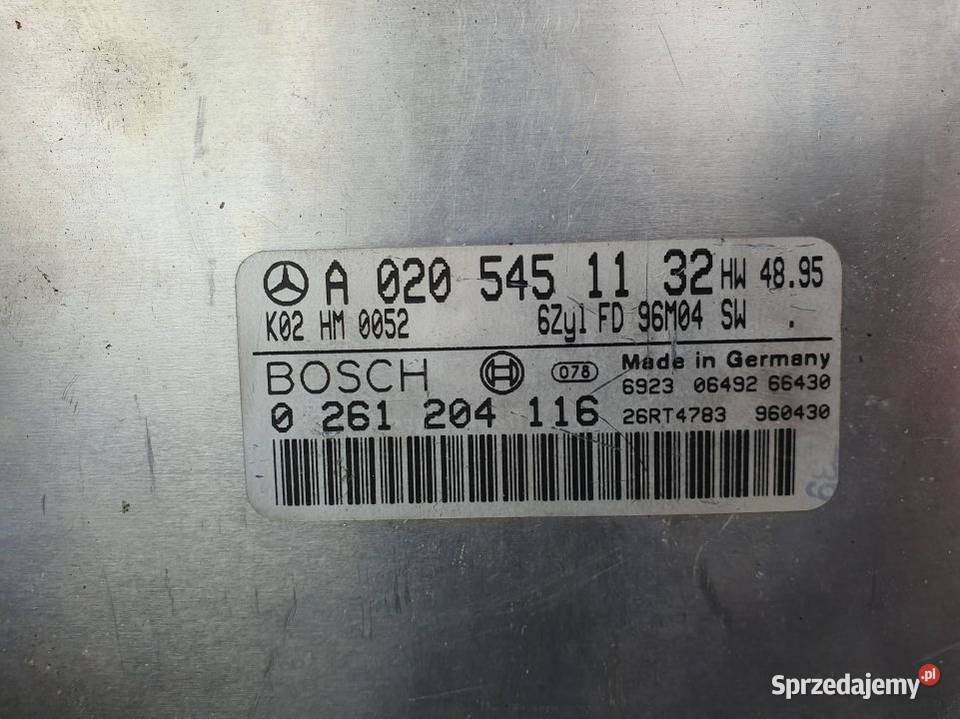 A 020 545 11 32 HW 48.95
K02 HM 0052 6Zyl FD 96M04 SW .
BOSCH 078 Made in Germany
6923 06492 66430
0 261 204 116 26RT4783 960430
39
Sprzedajemy.pl